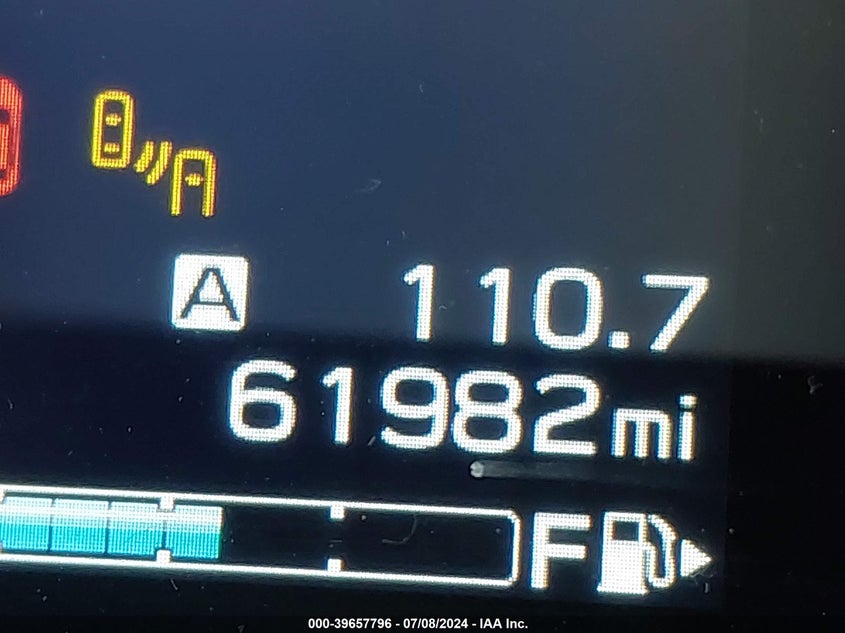 A 110.7
61982mi
F
000-39657796 - 07/08/2024 - IAA Inc.